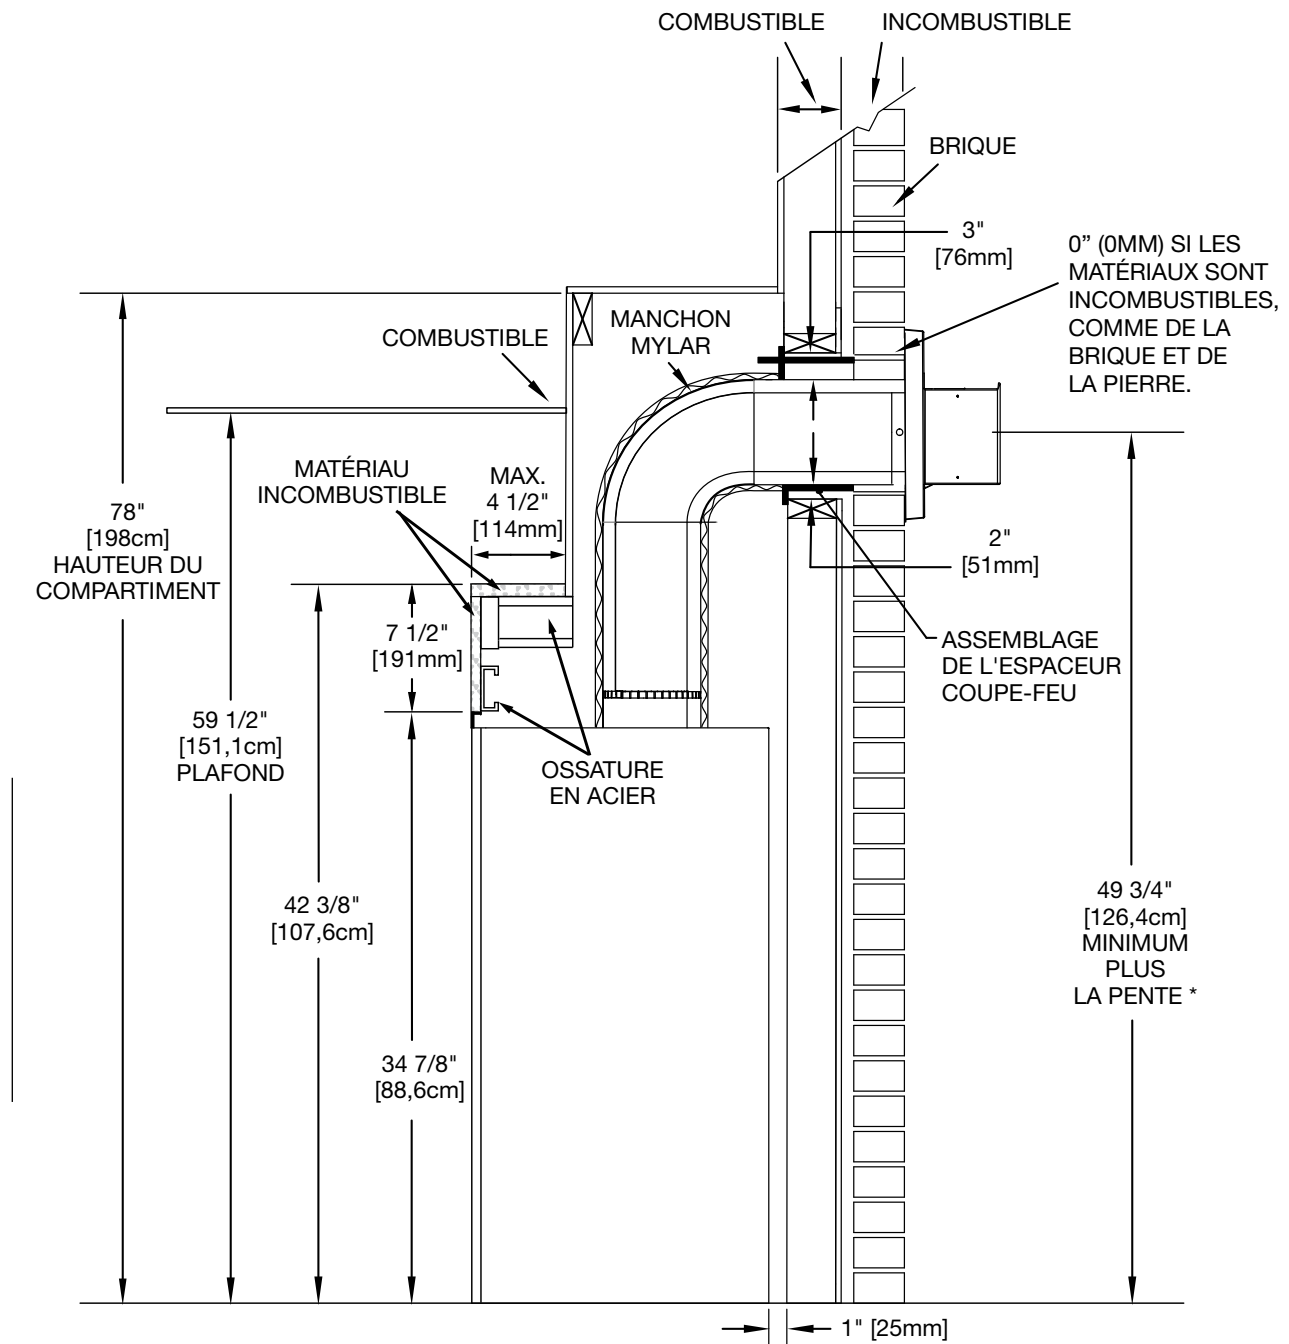 COMBUSTIBLE
INCOMBUSTIBLE
BRIQUE
3"
[76mm]
0” (0MM) SI LES
MATÉRIAUX SONT
INCOMBUSTIBLES,
COMME DE LA
BRIQUE ET DE
LA PIERRE.
MANCHON
MYLAR
COMBUSTIBLE
MATÉRIAU
INCOMBUSTIBLE
MAX.
4 1/2"
[114mm]
78"
[198cm]
HAUTEUR DU
COMPARTIMENT
2"
[51mm]
7 1/2"
[191mm]
ASSEMBLAGE
DE L'ESPACEUR
COUPE-FEU
59 1/2"
[151,1cm]
PLAFOND
OSSATURE
EN ACIER
42 3/8"
[107,6cm]
49 3/4"
[126,4cm]
MINIMUM
PLUS
LA PENTE *
34 7/8"
[88,6cm]
1" [25mm]